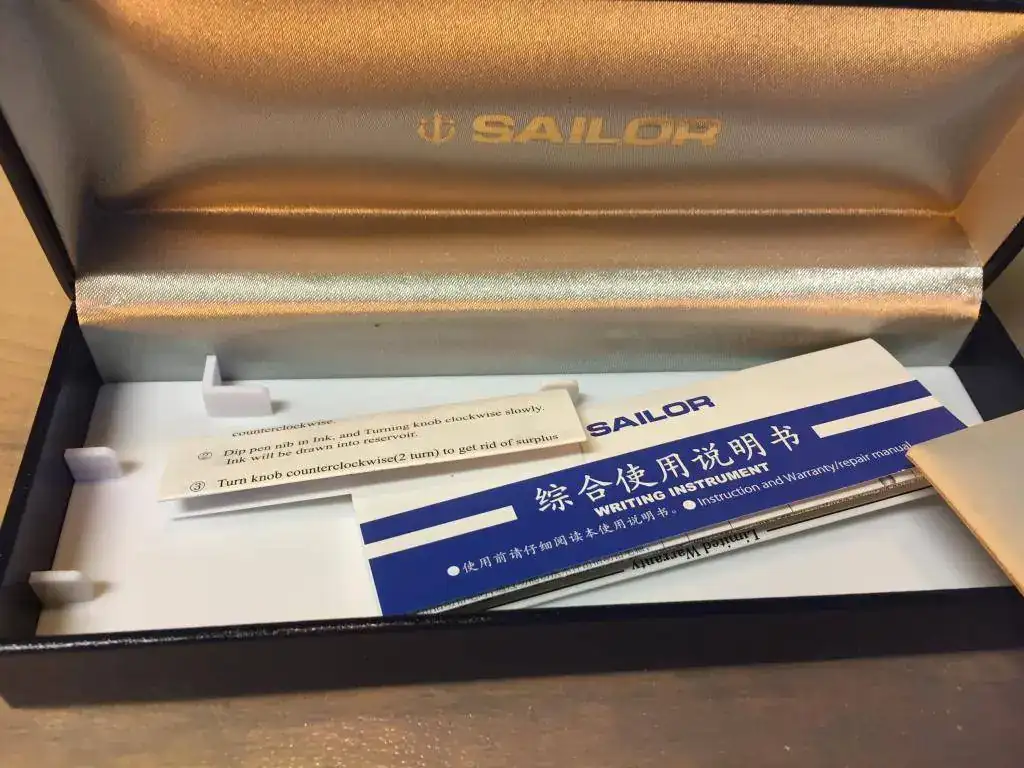 SAILOR
counterclockwise.
② Dip pen nib in Ink, and Turning knob clockwise slowly.
Ink will be drawn into reservoir.
③ Turn knob counterclockwise(2 turn) to get rid of surplus
SAILOR
综合使用说明书
WRITING INSTRUMENT
●使用前请仔细阅读本使用说明书。● Instruction and Warranty/repair manual
Limited Warranty